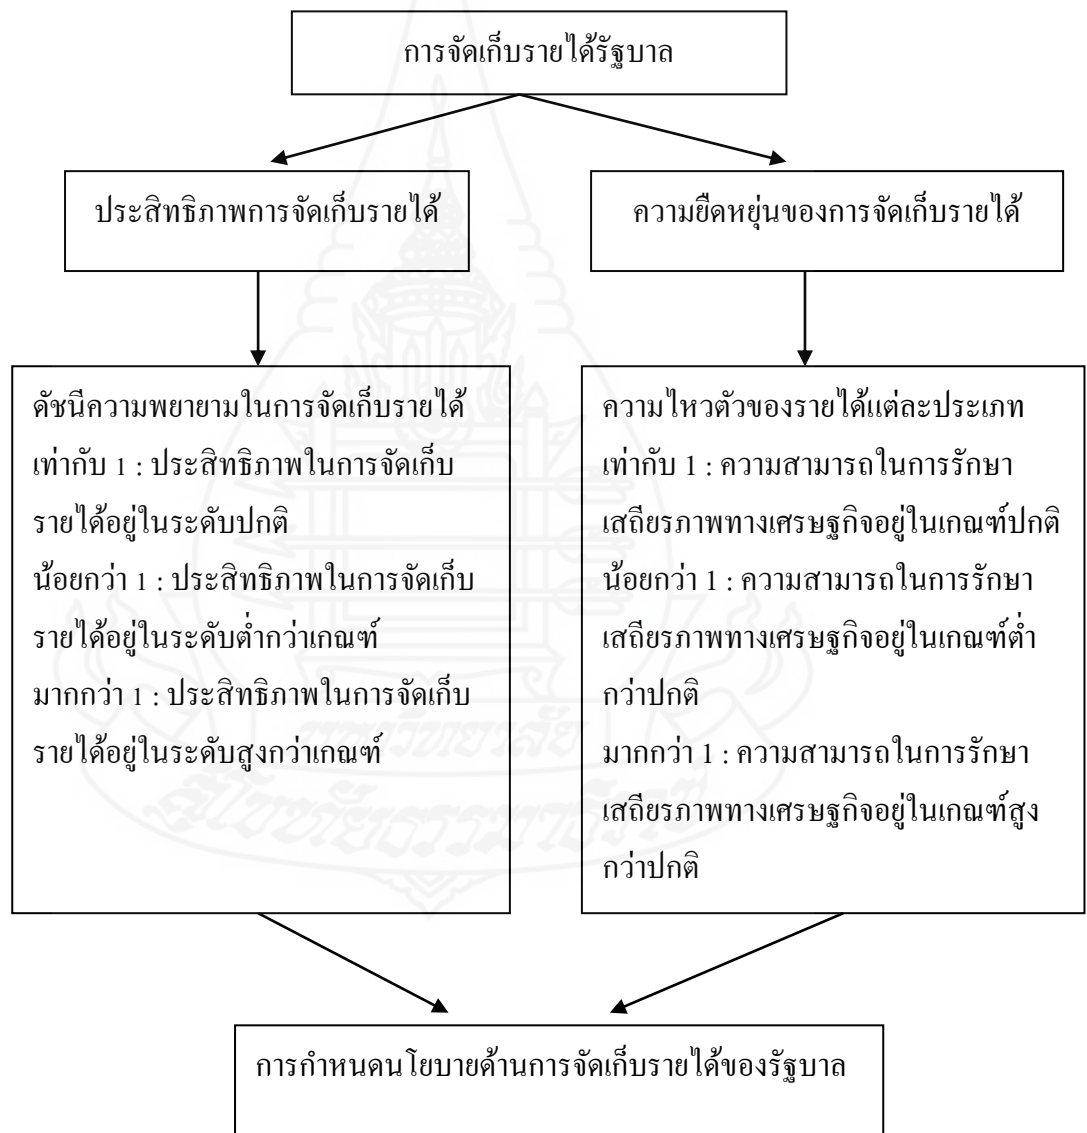 การจัดเก็บรายได้รัฐบาล
ประสิทธิภาพการจัดเก็บรายได้
ความยืดหยุ่นของการจัดเก็บรายได้
ดัชนีความพยายามในการจัดเก็บรายได้
เท่ากับ 1 : ประสิทธิภาพในการจัดเก็บ
รายได้อยู่ในระดับปกติ
น้อยกว่า 1 : ประสิทธิภาพในการจัดเก็บ
รายได้อยู่ในระดับต่ำกว่าเกณฑ์
มากกว่า 1 : ประสิทธิภาพในการจัดเก็บ
รายได้อยู่ในระดับสูงกว่าเกณฑ์
ความไหวตัวของรายได้แต่ละประเภท
เท่ากับ 1 : ความสามารถในการรักษา
เสถียรภาพทางเศรษฐกิจอยู่ในเกณฑ์ปกติ
น้อยกว่า 1 : ความสามารถในการรักษา
เสถียรภาพทางเศรษฐกิจอยู่ในเกณฑ์ต่ำ
กว่าปกติ
มากกว่า 1 : ความสามารถในการรักษา
เสถียรภาพทางเศรษฐกิจอยู่ในเกณฑ์สูง
กว่าปกติ
การกำหนดนโยบายด้านการจัดเก็บรายได้ของรัฐบาล
มหาวิทยาลัย
สุโขทัยธรรมาธิราช